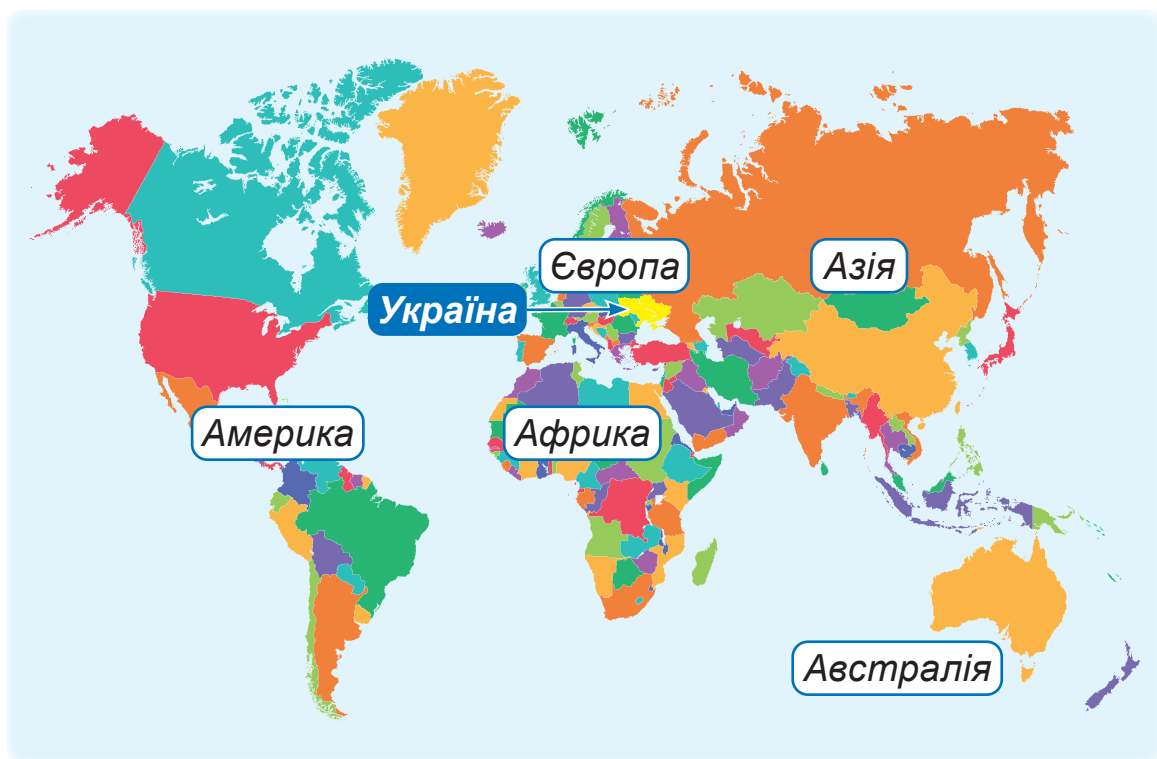 Європа
Азія
Україна
Америка
Африка
Австралія